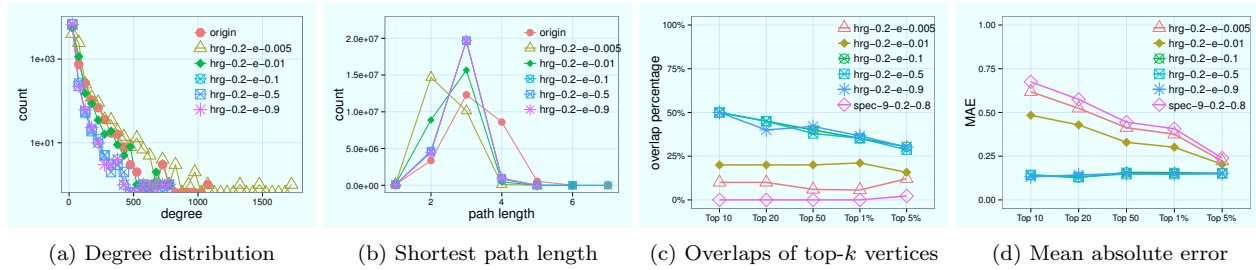 count
1e+03
1e+01
0
500
1000
1500
degree
origin
hrg−0.2−e−0.005
hrg−0.2−e−0.01
hrg−0.2−e−0.1
hrg−0.2−e−0.5
hrg−0.2−e−0.9
(a) Degree distribution
count
2.0e+07
1.5e+07
1.0e+07
5.0e+06
0.0e+00
2
4
6
path length
origin
hrg−0.2−e−0.005
hrg−0.2−e−0.01
hrg−0.2−e−0.1
hrg−0.2−e−0.5
hrg−0.2−e−0.9
(b) Shortest path length
overlap percentage
100%
75%
50%
25%
0%
Top 10
Top 20
Top 50
Top 1%
Top 5%
hrg−0.2−e−0.005
hrg−0.2−e−0.01
hrg−0.2−e−0.1
hrg−0.2−e−0.5
hrg−0.2−e−0.9
spec−9−0.2−0.8
(c) Overlaps of top-k vertices
MAE
1.00
0.75
0.50
0.25
0.00
Top 10
Top 20
Top 50
Top 1%
Top 5%
hrg−0.2−e−0.005
hrg−0.2−e−0.01
hrg−0.2−e−0.1
hrg−0.2−e−0.5
hrg−0.2−e−0.9
spec−9−0.2−0.8
(d) Mean absolute error